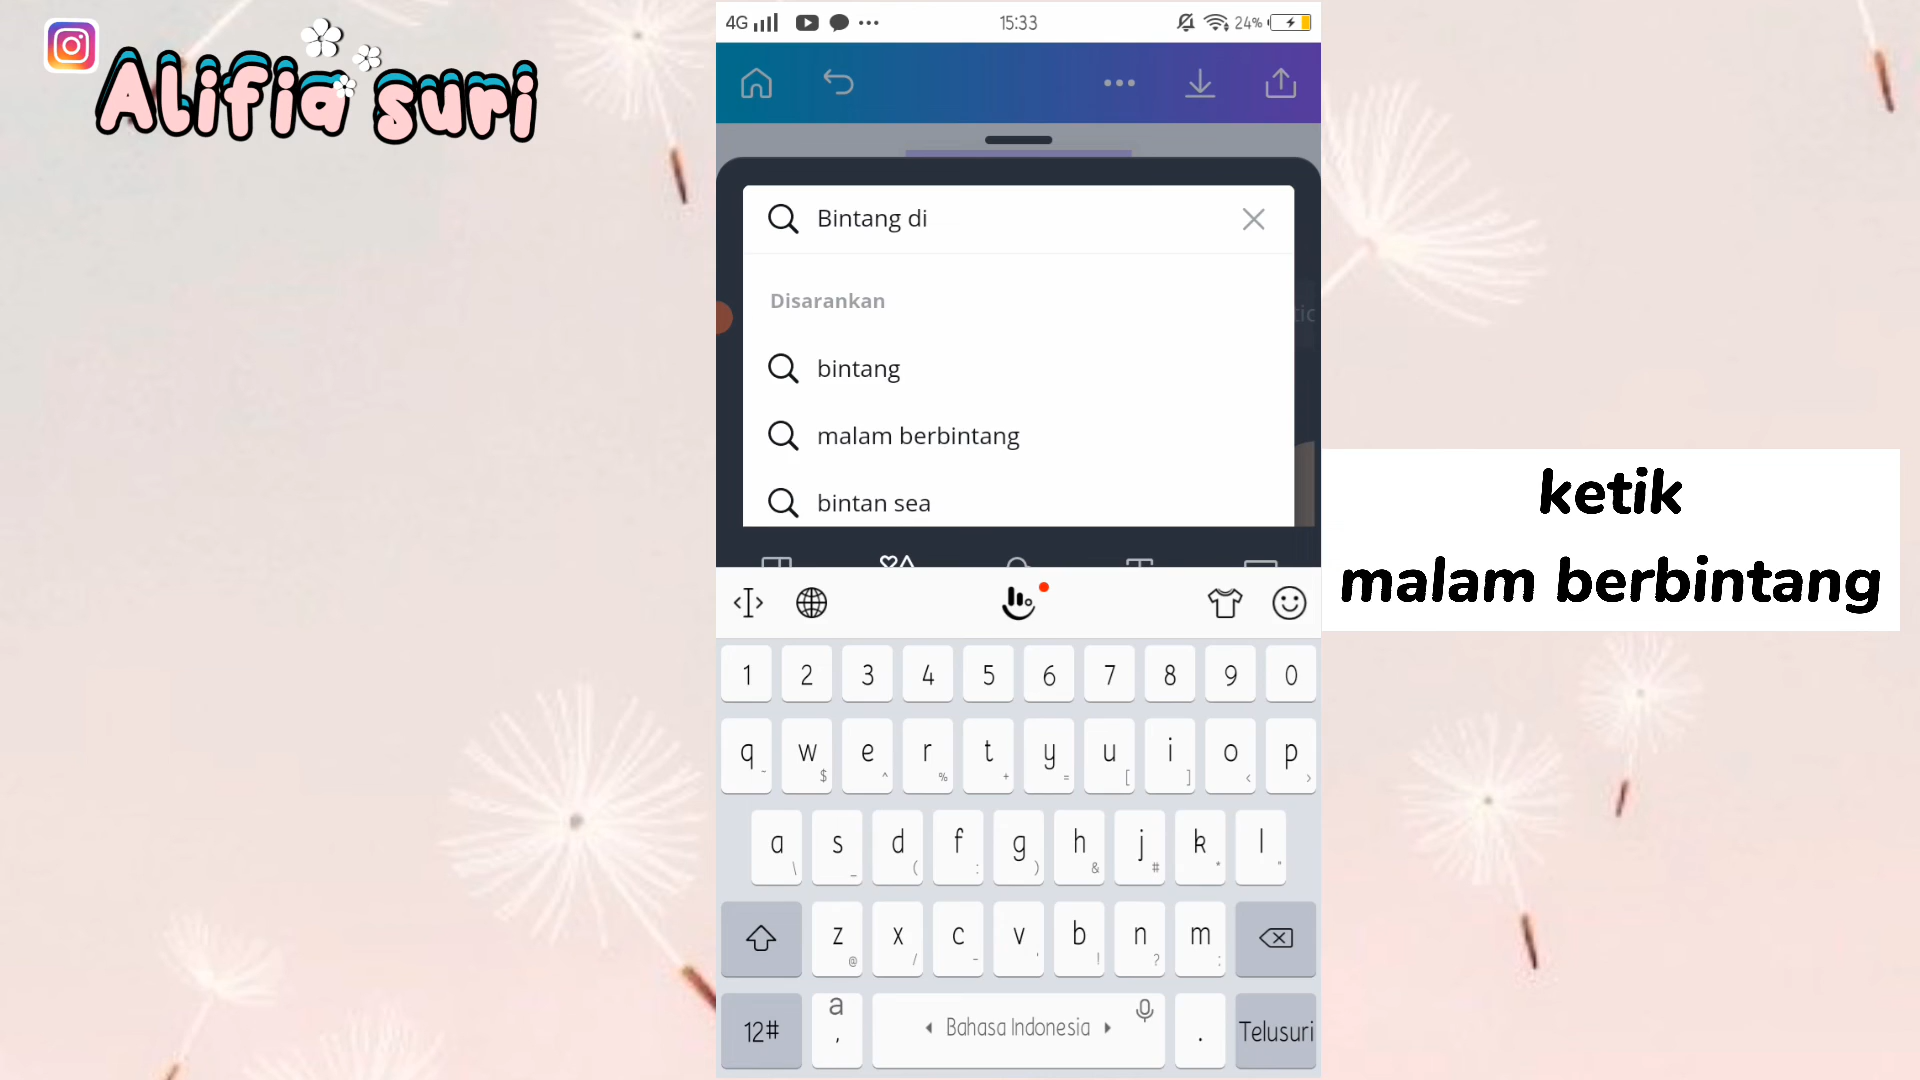 Alifia suri
4G 15:33 24%
Bintang di
Disarankan
bintang
malam berbintang
bintan sea
ketik
malam berbintang
1 2 3 4 5 6 7 8 9 0
q w e r t y u i o p
a s d f g h j k l
z x c v b n m
12# a , Bahasa Indonesia . Telusuri